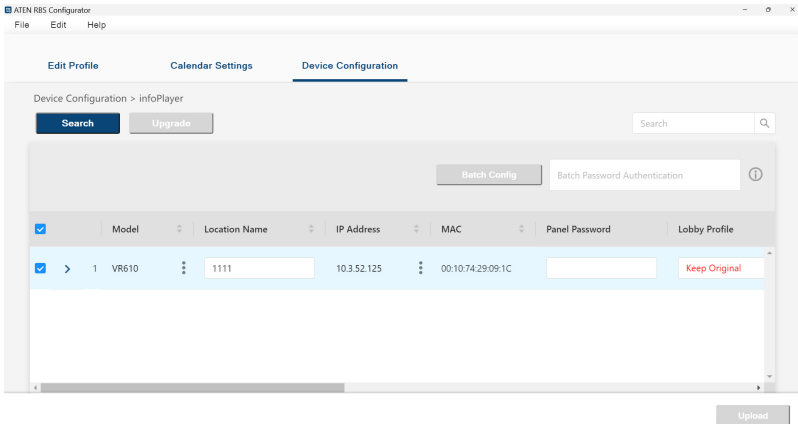 ATEN RBS Configurator
File Edit Help
Edit Profile Calendar Settings Device Configuration
Device Configuration > infoPlayer
Search Upgrade Search
Batch Config Batch Password Authentication
Model Location Name IP Address MAC Panel Password Lobby Profile
1 VR610 1111 10.3.52.125 00:10:74:29:09:1C Keep Original
Upload